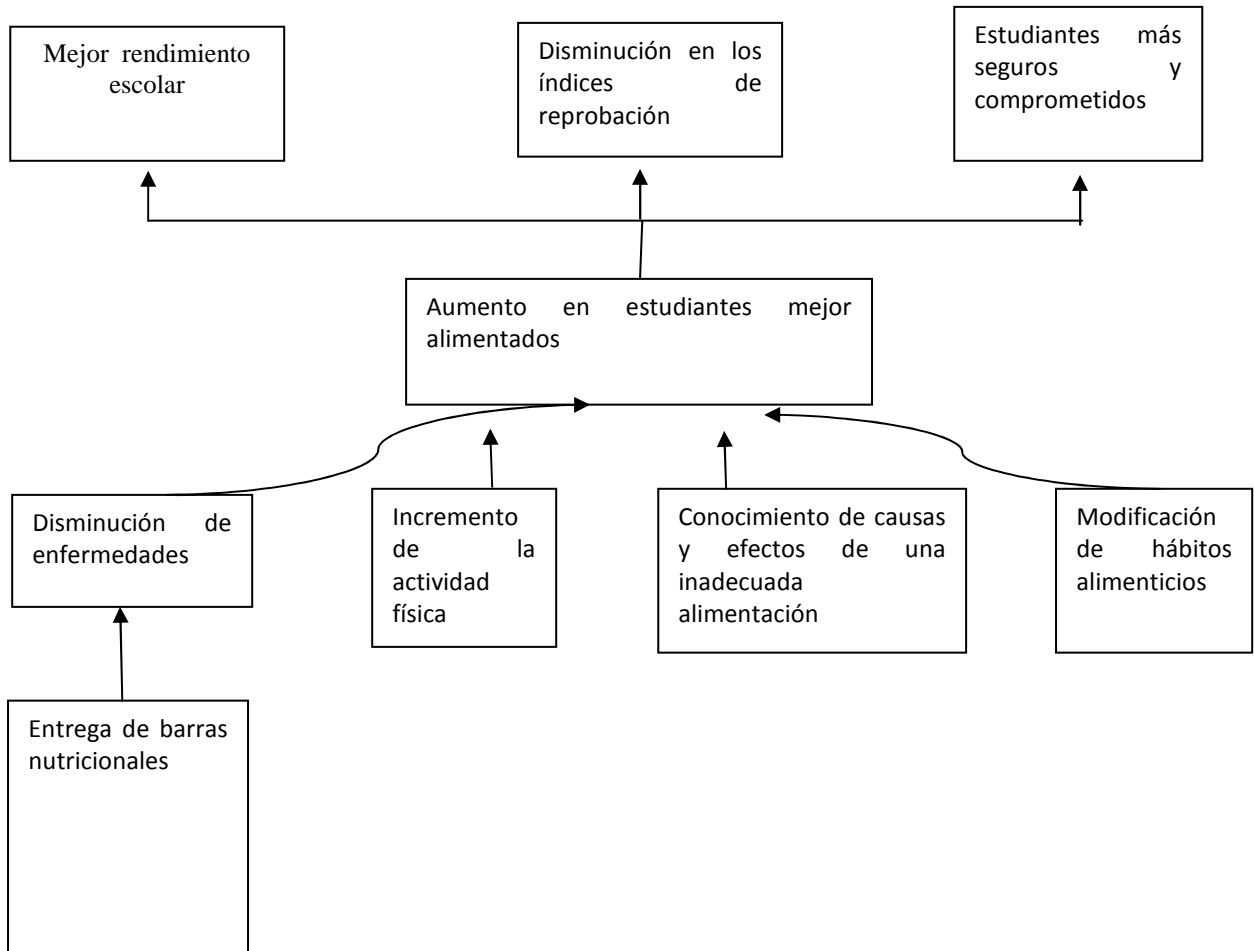 Mejor rendimiento
escolar
Disminución en los
índices de
reprobación
Estudiantes más
seguros y
comprometidos
Aumento en estudiantes mejor
alimentados
Disminución de
enfermedades
Incremento
de la
actividad
física
Conocimiento de causas
y efectos de una
inadecuada
alimentación
Modificación
de hábitos
alimenticios
Entrega de barras
nutricionales